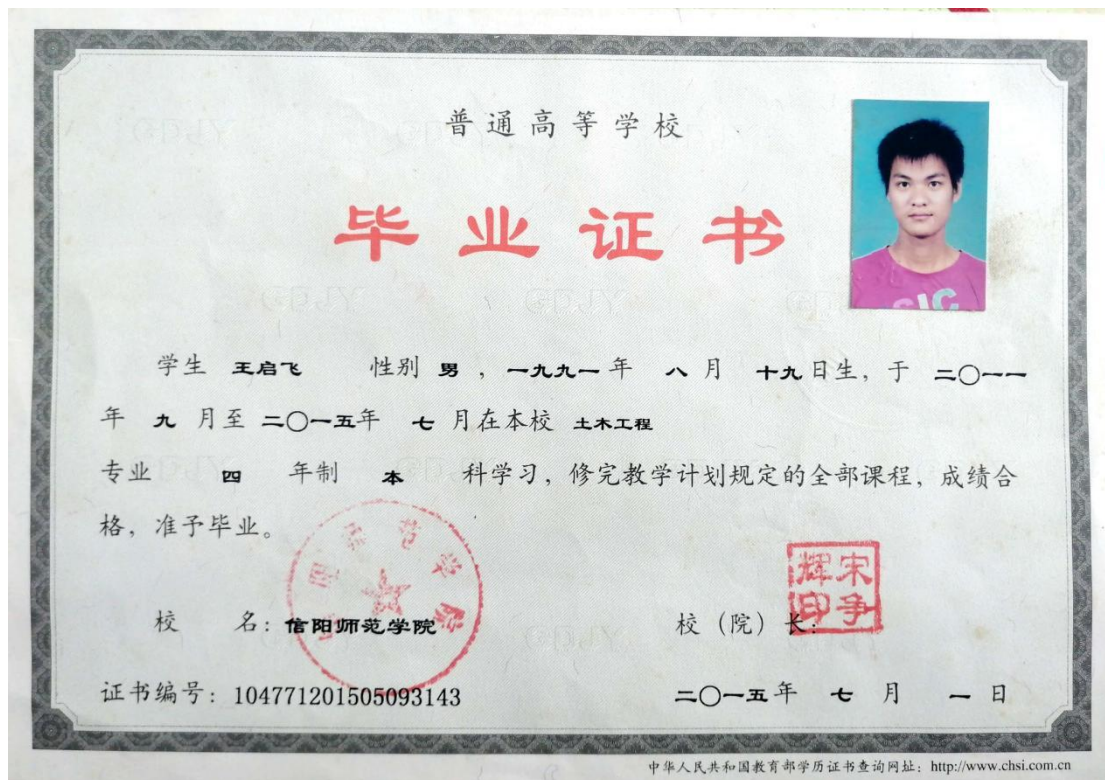 普通高等学校
毕业证书
学生 王启飞 性别 男 ，一九九一 年 八 月 十九 日生，于 二〇一一
年 九 月至 二〇一五年 七 月在本校 土木工程
专业 四 年制 本 科学习，修完教学计划规定的全部课程，成绩合
格，准予毕业。
校 名：信阳师范学院
校（院）长：
宋争辉印
证书编号：104771201505093143
二〇一五年 七 月 一 日
中华人民共和国教育部学历证书查询网址：http://www.chsi.com.cn